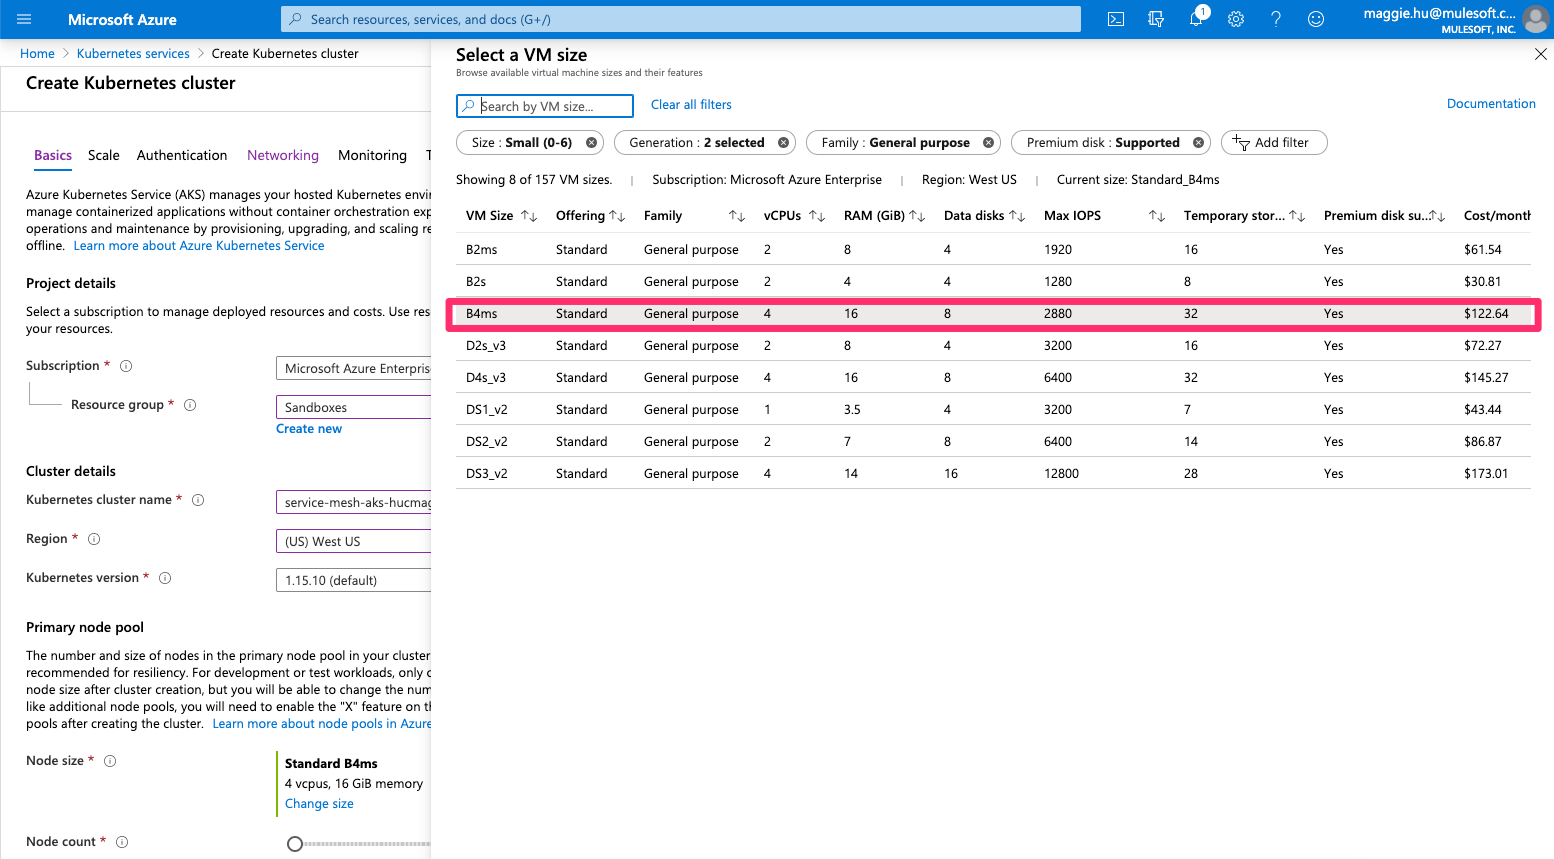 Microsoft Azure
Search resources, services, and docs (G+/)
1
maggie.hu@mulesoft.c...
MULESOFT, INC.
Home > Kubernetes services > Create Kubernetes cluster
Create Kubernetes cluster
Basics Scale Authentication Networking Monitoring T
Azure Kubernetes Service (AKS) manages your hosted Kubernetes envir
manage containerized applications without container orchestration exp
operations and maintenance by provisioning, upgrading, and scaling re
offline. Learn more about Azure Kubernetes Service
Project details
Select a subscription to manage deployed resources and costs. Use res
your resources.
Subscription *
Microsoft Azure Enterprise
Resource group *
Sandboxes
Create new
Cluster details
Kubernetes cluster name *
service-mesh-aks-hucmag
Region *
(US) West US
Kubernetes version *
1.15.10 (default)
Primary node pool
The number and size of nodes in the primary node pool in your cluster
recommended for resiliency. For development or test workloads, only o
node size after cluster creation, but you will be able to change the num
like additional node pools, you will need to enable the "X" feature on th
pools after creating the cluster. Learn more about node pools in Azure
Node size *
Standard B4ms
4 vcpus, 16 GiB memory
Change size
Node count *
Select a VM size
Browse available virtual machine sizes and their features
Search by VM size...
Clear all filters
Documentation
Size : Small (0-6)
Generation : 2 selected
Family : General purpose
Premium disk : Supported
Add filter
Showing 8 of 157 VM sizes. | Subscription: Microsoft Azure Enterprise | Region: West US | Current size: Standard_B4ms
VM Size Offering Family vCPUs RAM (GiB) Data disks Max IOPS Temporary stor... Premium disk su... Cost/month
B2ms Standard General purpose 2 8 4 1920 16 Yes $61.54
B2s Standard General purpose 2 4 4 1280 8 Yes $30.81
B4ms Standard General purpose 4 16 8 2880 32 Yes $122.64
D2s_v3 Standard General purpose 2 8 4 3200 16 Yes $72.27
D4s_v3 Standard General purpose 4 16 8 6400 32 Yes $145.27
DS1_v2 Standard General purpose 1 3.5 4 3200 7 Yes $43.44
DS2_v2 Standard General purpose 2 7 8 6400 14 Yes $86.87
DS3_v2 Standard General purpose 4 14 16 12800 28 Yes $173.01